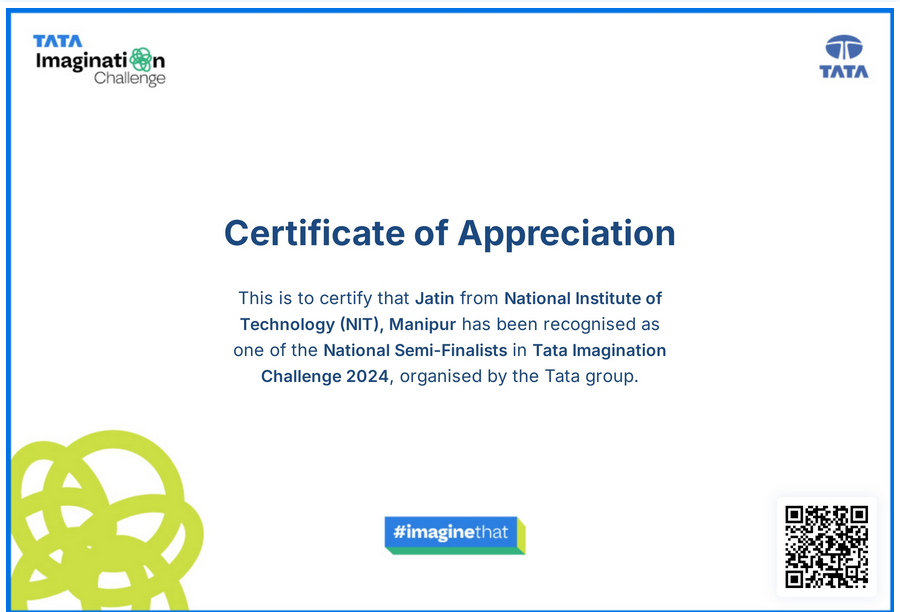 TATA
Imagination
Challenge
TATA
Certificate of Appreciation
This is to certify that Jatin from National Institute of
Technology (NIT), Manipur has been recognised as
one of the National Semi-Finalists in Tata Imagination
Challenge 2024, organised by the Tata group.
#imaginethat